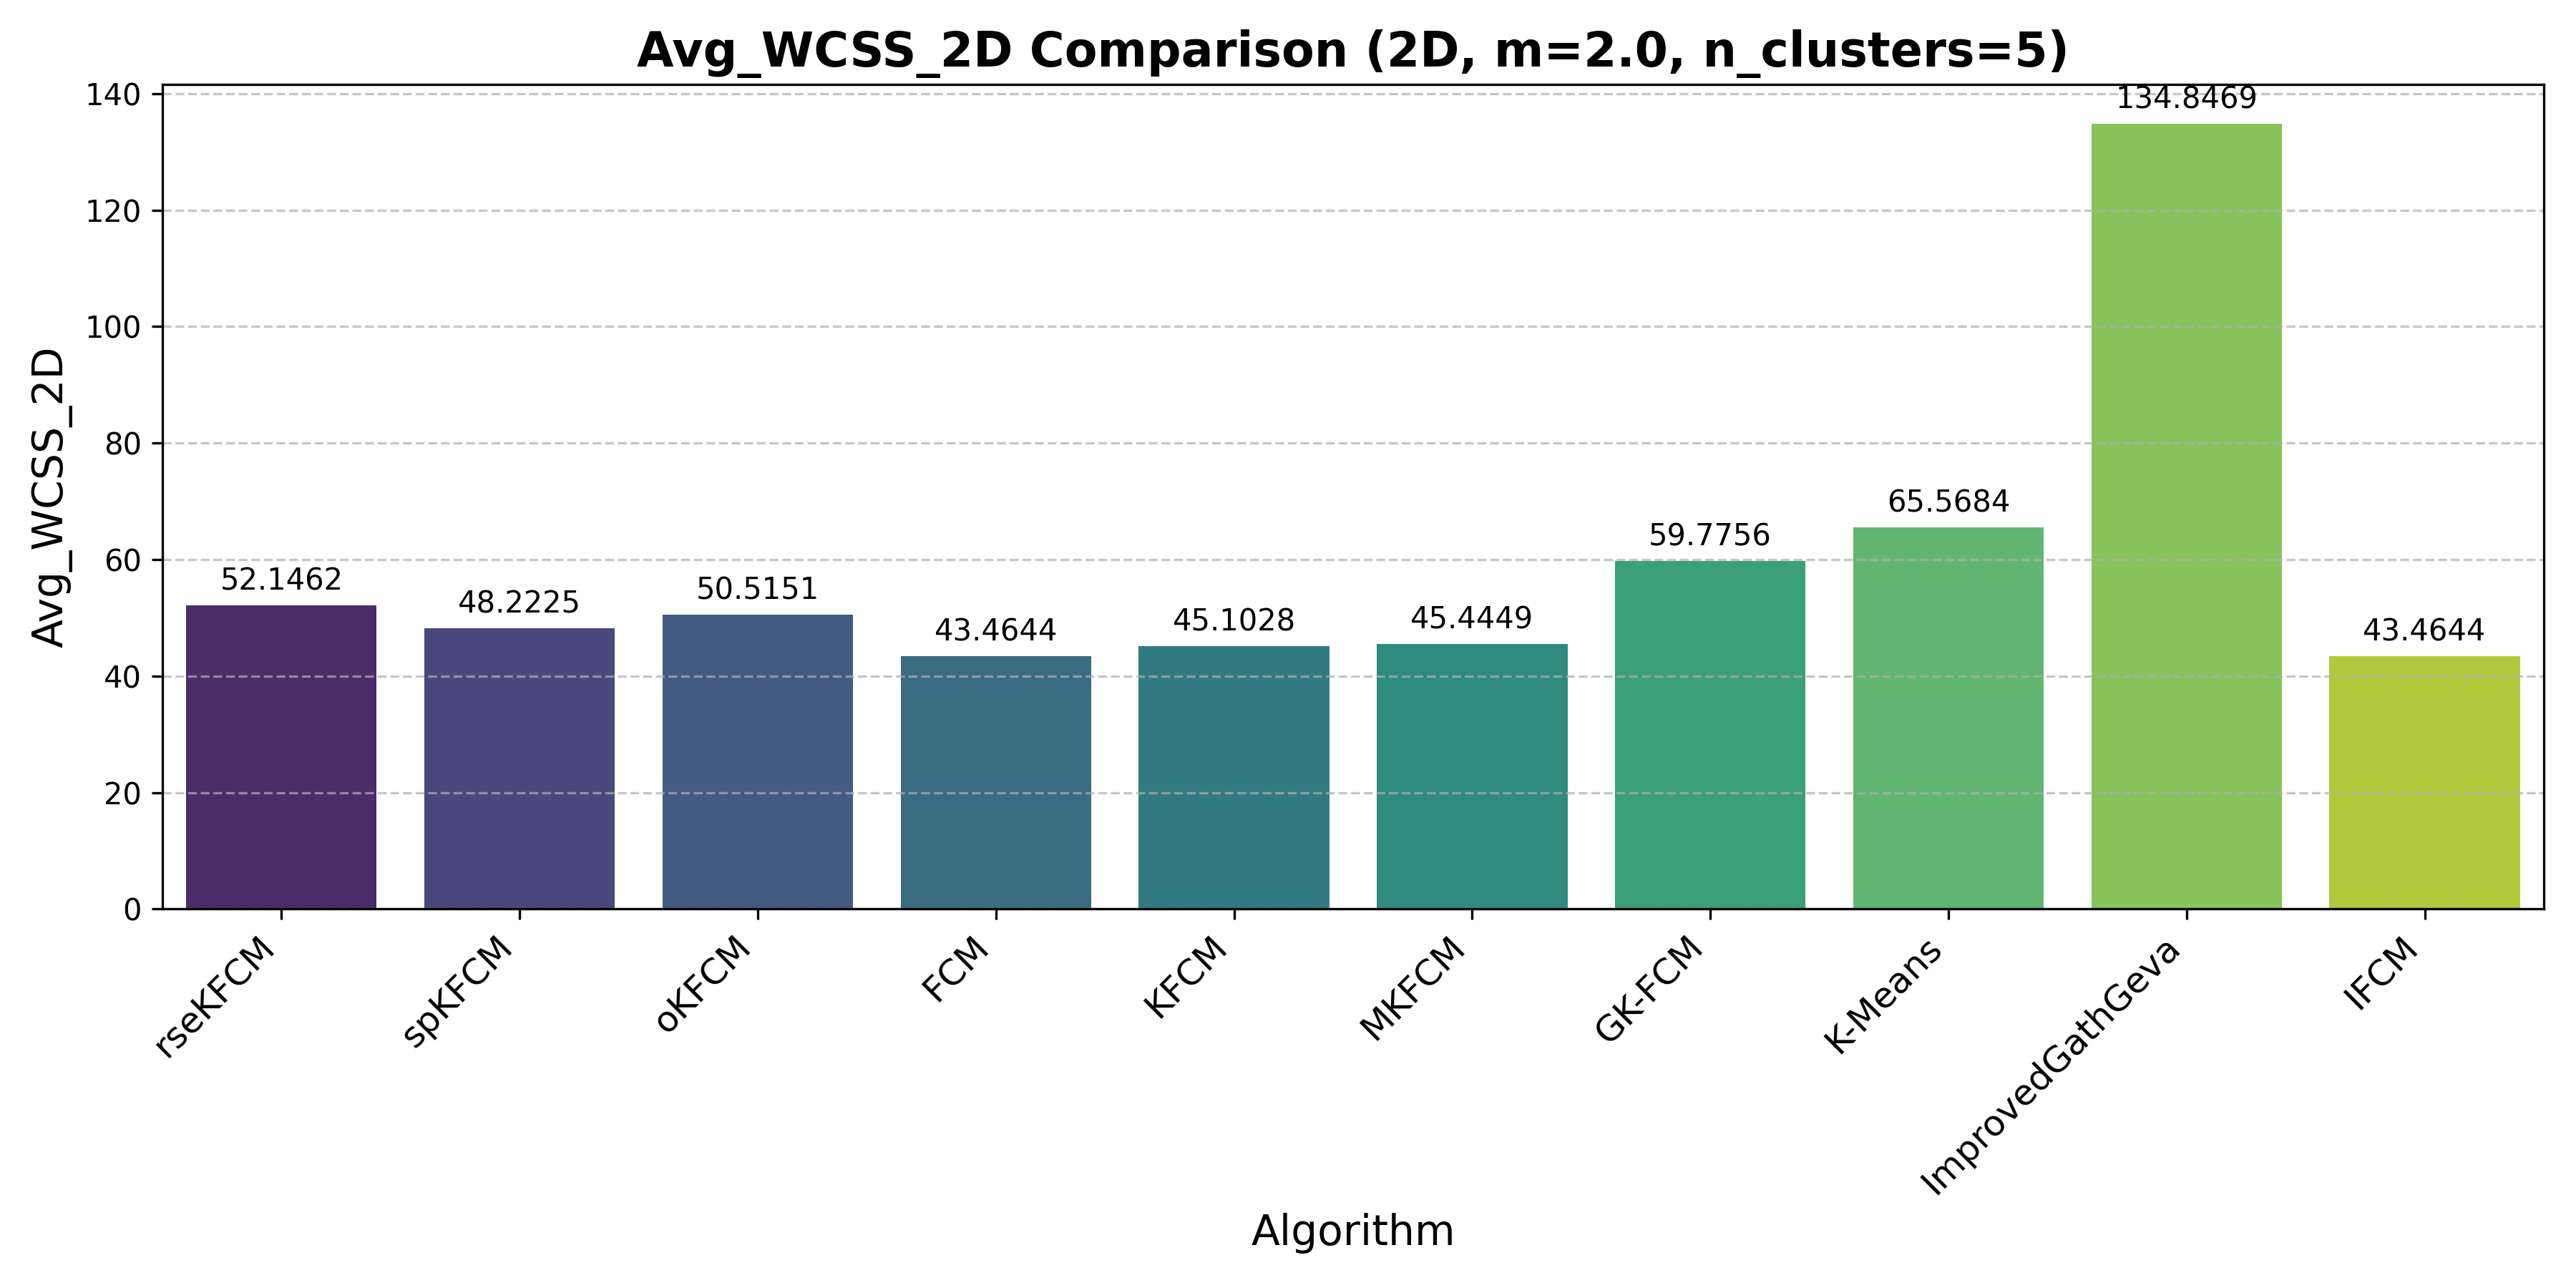 Avg_WCSS_2D Comparison (2D, m=2.0, n_clusters=5)
Avg_WCSS_2D
140
120
100
80
60
40
20
0
52.1462
48.2225
50.5151
43.4644
45.1028
45.4449
59.7756
65.5684
134.8469
43.4644
rseKFCM
spKFCM
oKFCM
FCM
KFCM
MKFCM
GK-FCM
K-Means
ImprovedGathGeva
IFCM
Algorithm